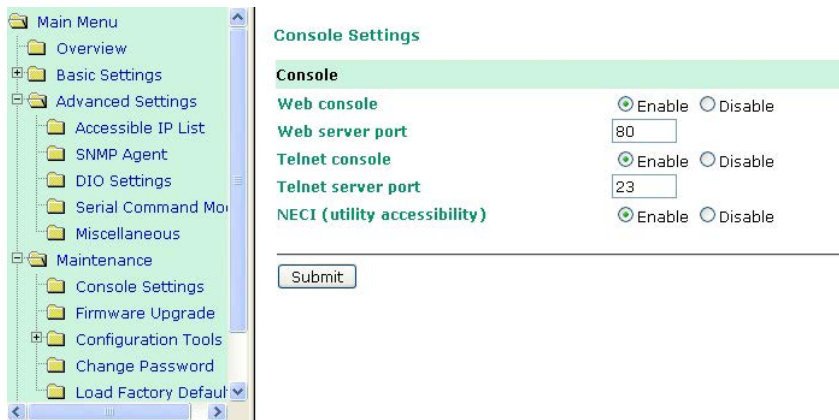 Main Menu
Overview
Basic Settings
Advanced Settings
Accessible IP List
SNMP Agent
DIO Settings
Serial Command
Miscellaneous
Maintenance
Console Settings
Firmware Upgrade
Configuration Tools
Change Password
Load Factory
Console Settings
Console
Web console Enable Disable
Web server port 80
Telnet console Enable Disable
Telnet server port 23
NECI (utility accessibility) Enable Disable
Submit